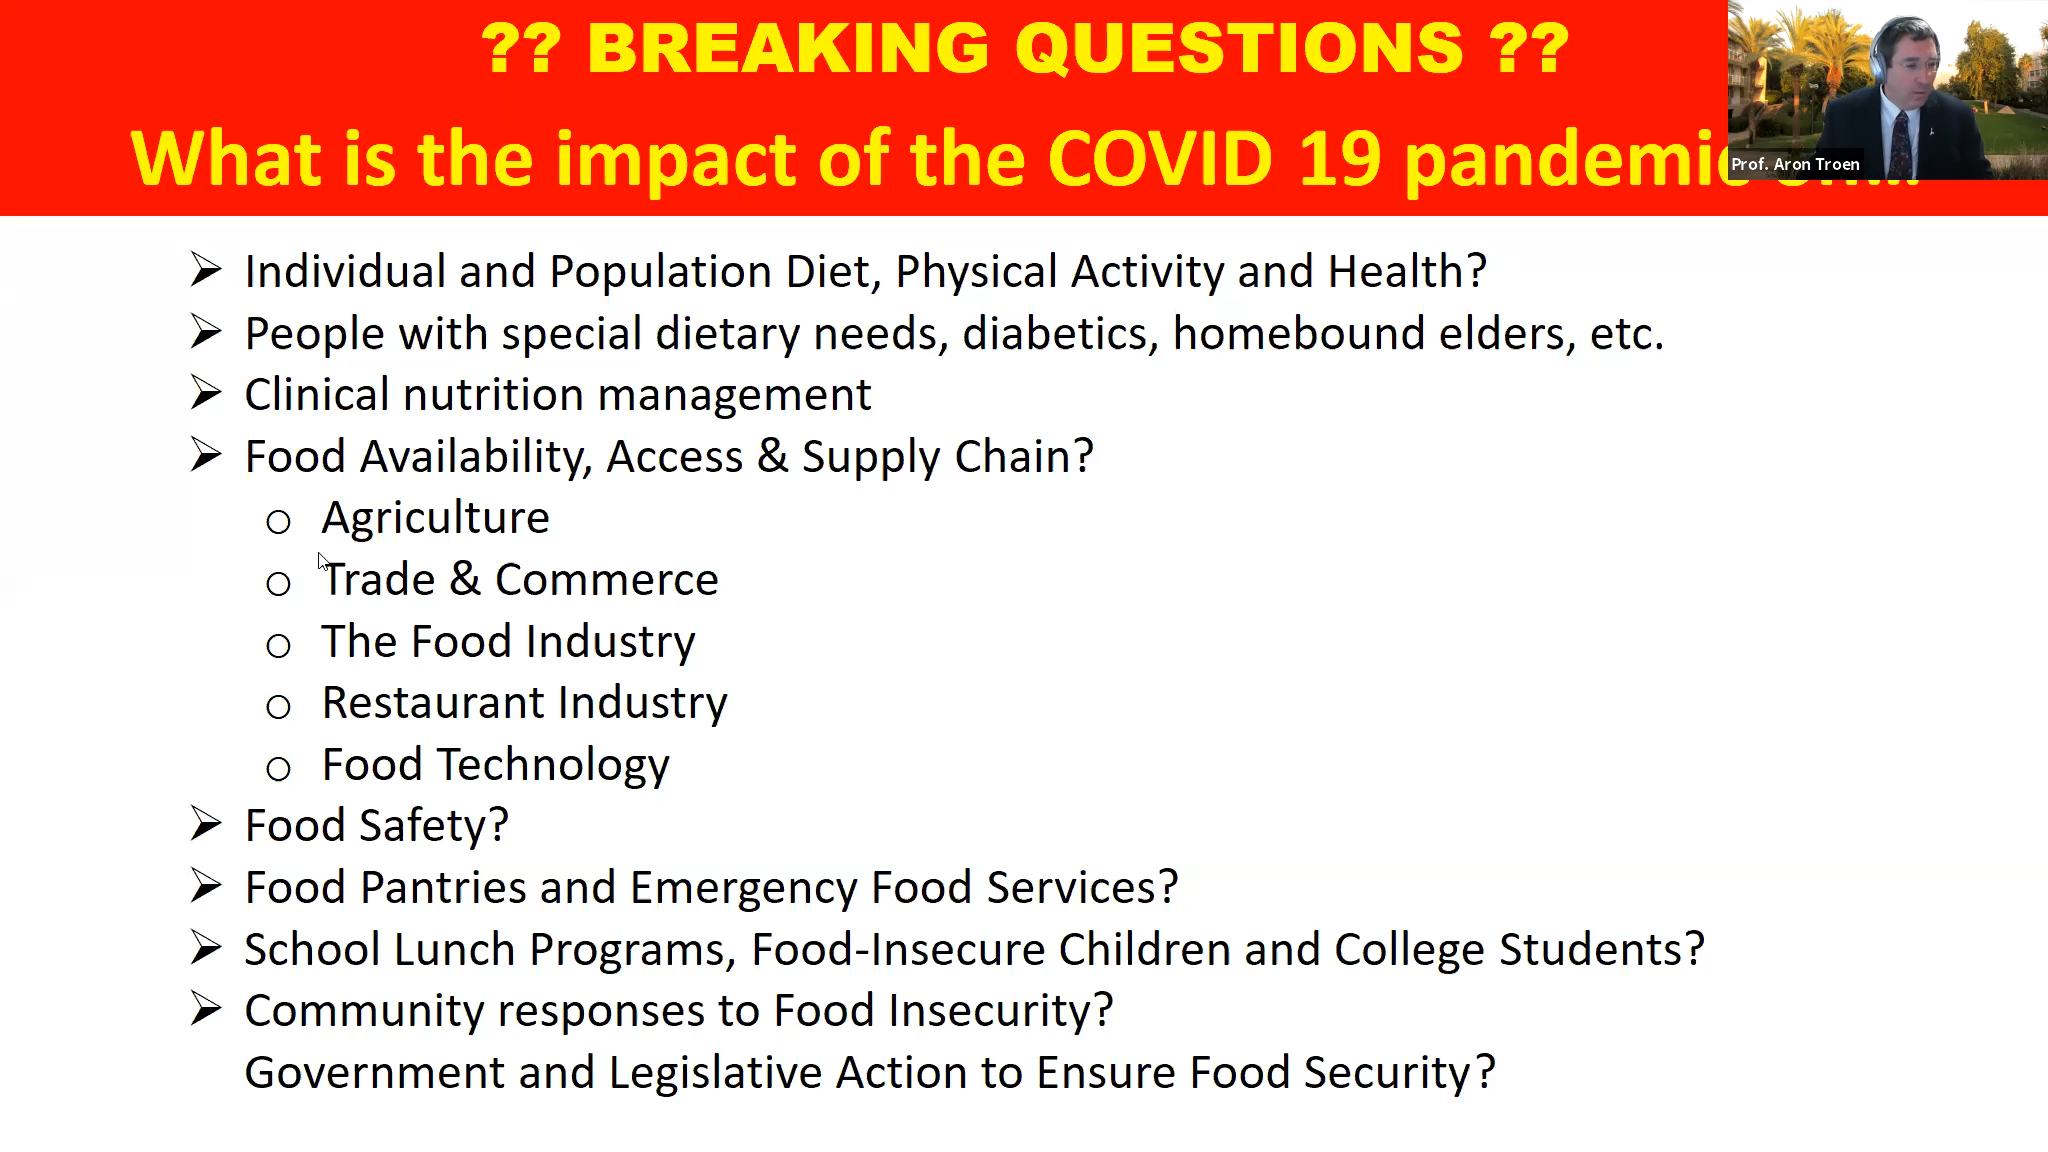 ?? BREAKING QUESTIONS ??
What is the impact of the COVID 19 pandemic
Prof. Aron Troen
➢ Individual and Population Diet, Physical Activity and Health?
➢ People with special dietary needs, diabetics, homebound elders, etc.
➢ Clinical nutrition management
➢ Food Availability, Access & Supply Chain?
o Agriculture
o Trade & Commerce
o The Food Industry
o Restaurant Industry
o Food Technology
➢ Food Safety?
➢ Food Pantries and Emergency Food Services?
➢ School Lunch Programs, Food-Insecure Children and College Students?
➢ Community responses to Food Insecurity?
Government and Legislative Action to Ensure Food Security?